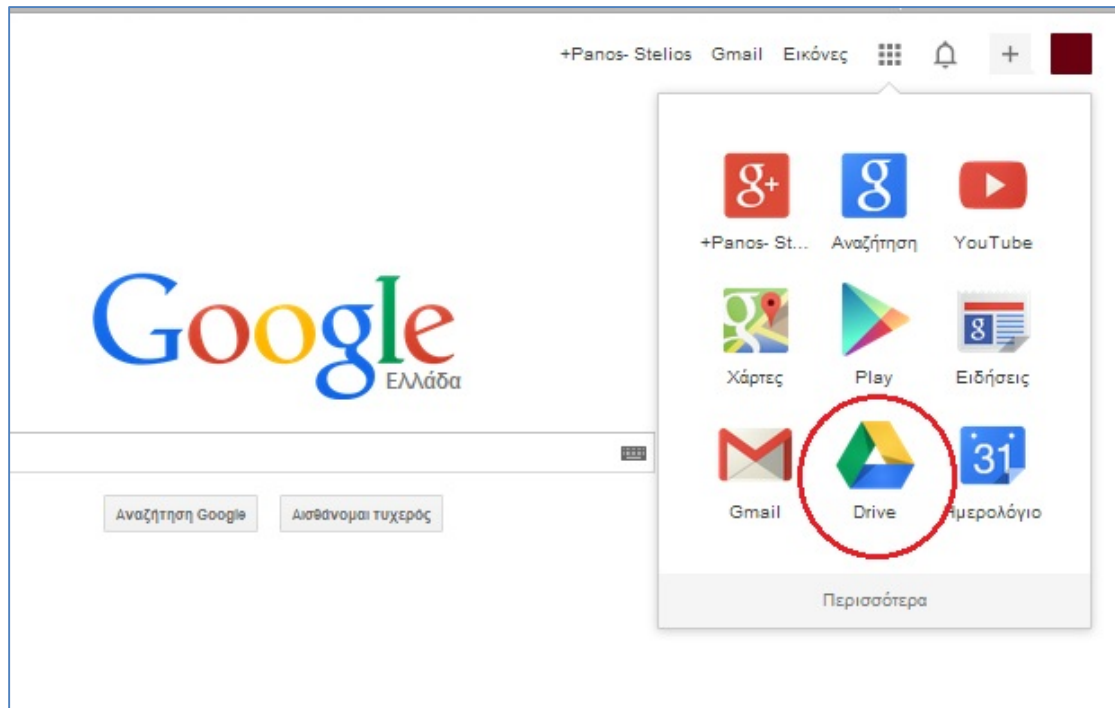 +Panos- Stelios Gmail Εικόνες
g+ g
+Panos- St... Αναζήτηση YouTube
g g
Χάρτες Play Ειδήσεις
31
Gmail Drive Ημερολόγιο
Περισσότερα
Google
Ελλάδα
Αναζήτηση Google Αισθάνομαι τυχερός